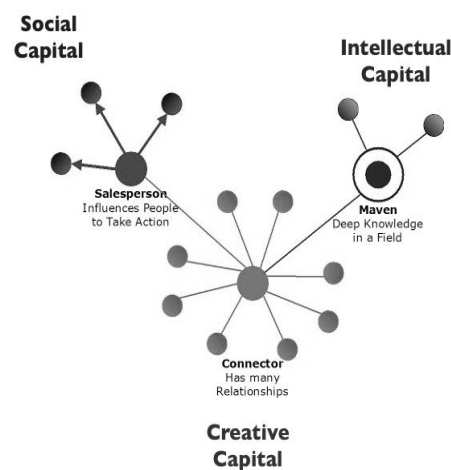 Social
Capital
Intellectual
Capital
Salesperson
Influences People
to Take Action
Maven
Deep Knowledge
in a Field
Connector
Has many
Relationships
Creative
Capital